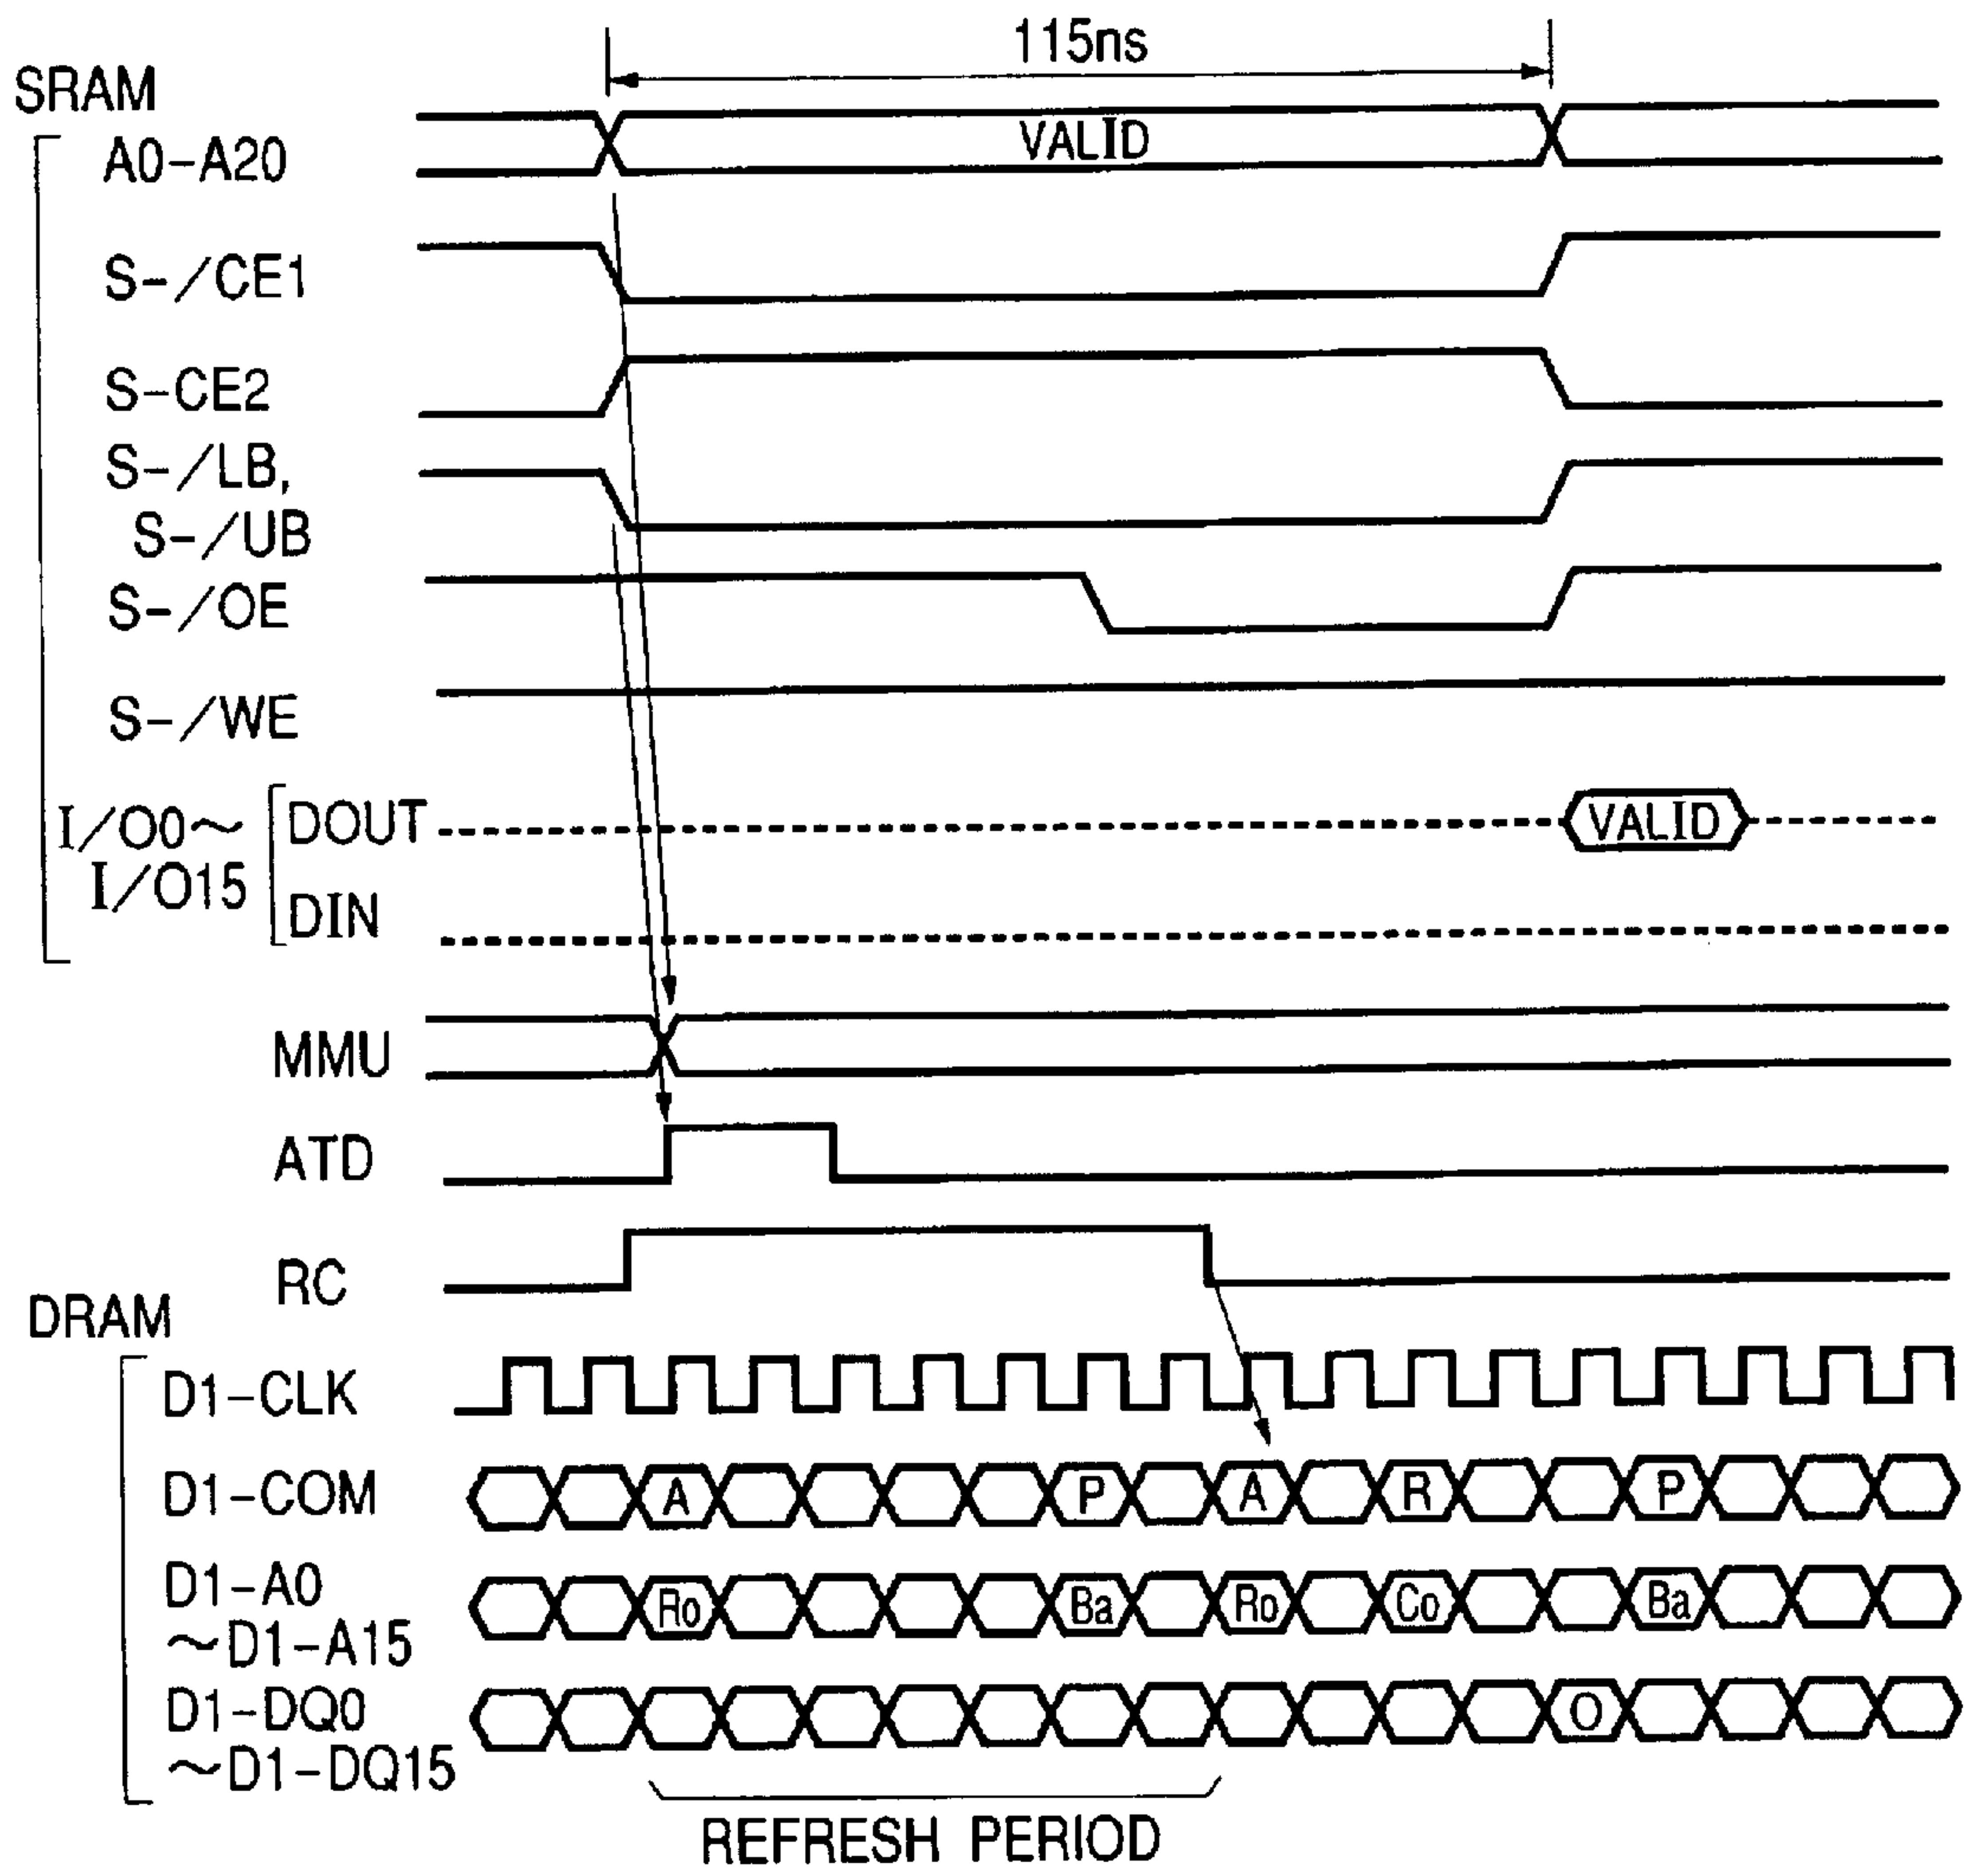 115ns
SRAM
A0-A20
VALID
S-/CE1
S-CE2
S-/LB,
S-/UB
S-/OE
S-/WE
I/O0~
I/O15
DOUT
VALID
DIN
MMU
ATD
RC
DRAM
D1-CLK
D1-COM
A P A R P
D1-A0
~D1-A15
Ro Ba Ro Co Ba
D1-DQ0
~D1-DQ15
O
REFRESH PERIOD